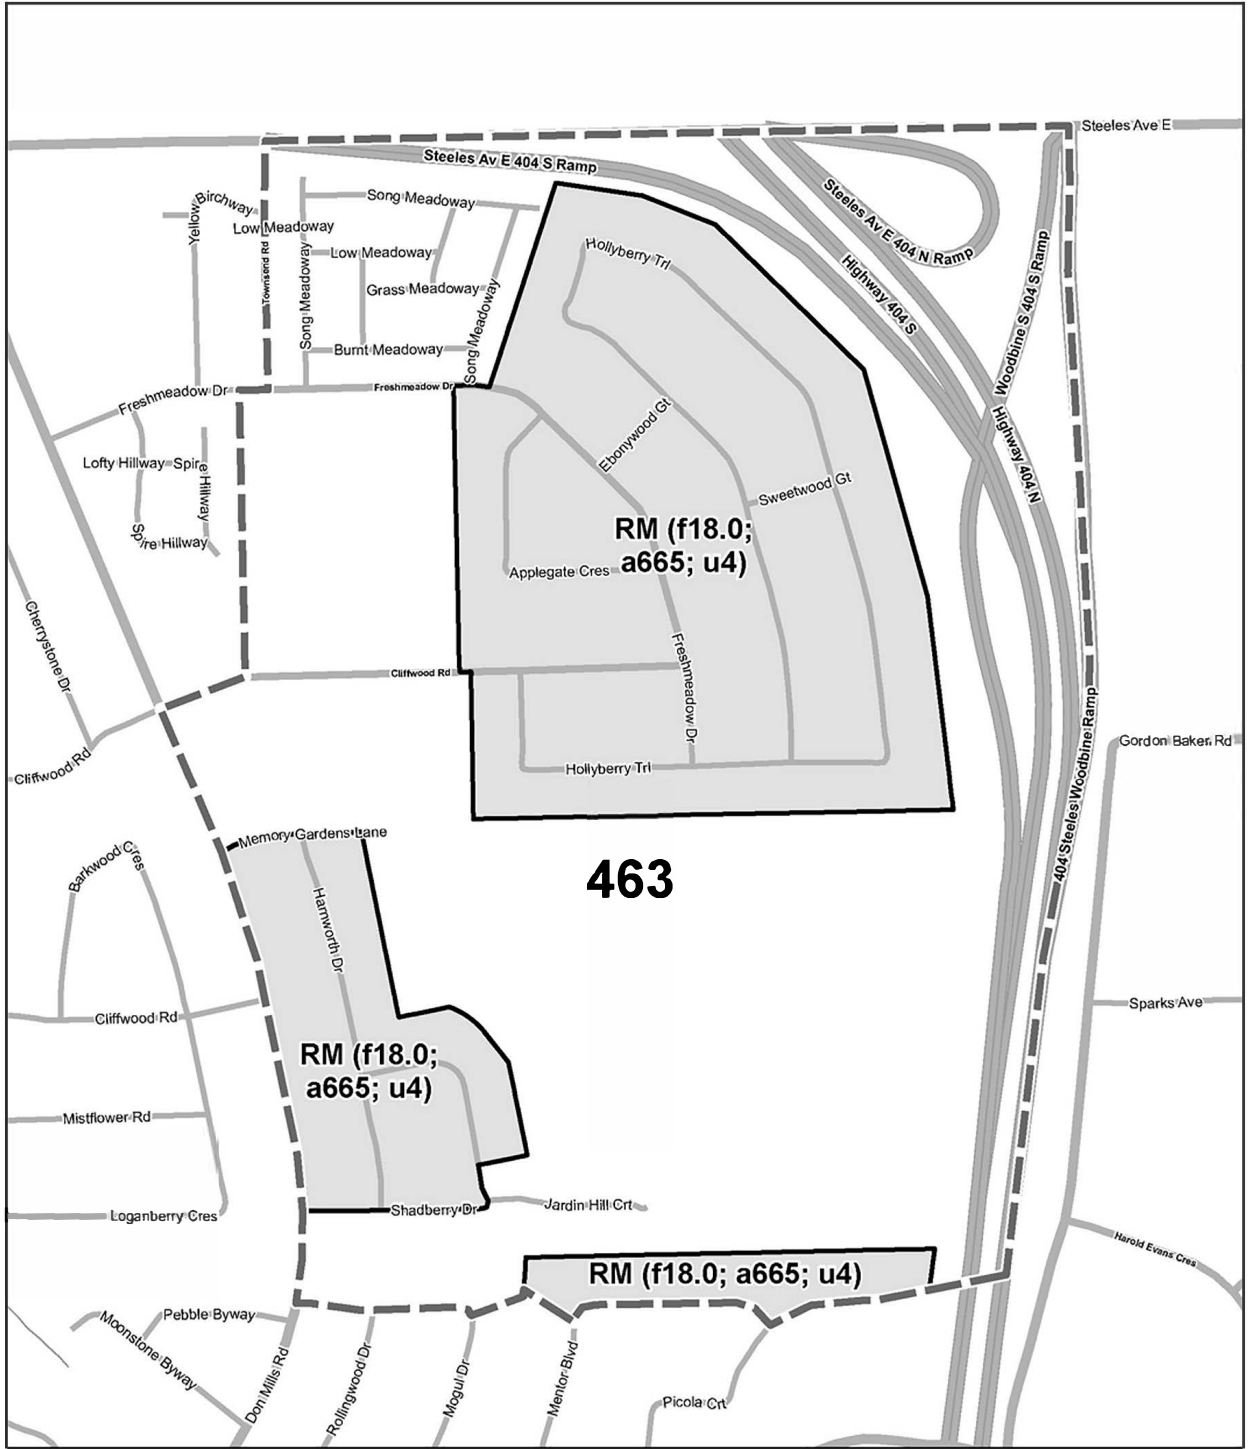 Steeles Ave E
Steeles Av E 404 S Ramp
Steeles Av E 404 N Ramp
Highway 404 S
Woodbine S 404 S Ramp
Highway 404 N
Yellow Birchway
Song Meadoway
Low Meadoway
Townsend Rd
Song Meadoway
Low Meadoway
Grass Meadoway
Song Meadoway
Burnt Meadoway
Hollyberry Trl
Freshmeadow Dr
Freshmeadow Dr
Lofty Hillway
Spire Hillway
Spire Hillway
Ebonywood Gt
Sweetwood Gt
RM (f18.0;
a665; u4)
Applegate Cres
Cherrystone Dr
Cliffwood Rd
Freshmeadow Dr
Cliffwood Rd
Hollyberry Trl
404 Steeles Woodbine Ramp
Gordon Baker Rd
Memory Gardens Lane
Barkwood Cres
463
Harnworth Dr
Cliffwood Rd
Sparks Ave
RM (f18.0;
a665; u4)
Mistflower Rd
Loganberry Cres
Shadberry Dr
Jardin Hill Crt
Harold Evans Cres
RM (f18.0; a665; u4)
Pebble Byway
Moonstone Byway
Don Mills Rd
Rollingwood Dr
Mogul Dr
Mentor Blvd
Picola Crt